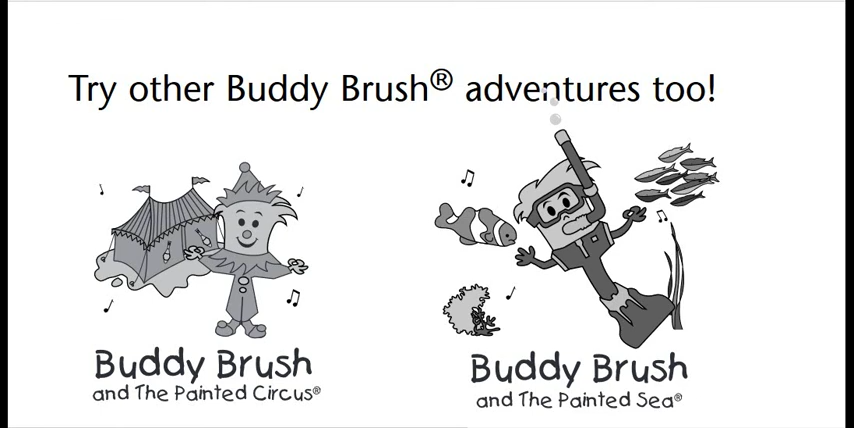 Try other Buddy Brush® adventures too!
Buddy Brush
and The Painted Circus®
Buddy Brush
and The Painted Sea®